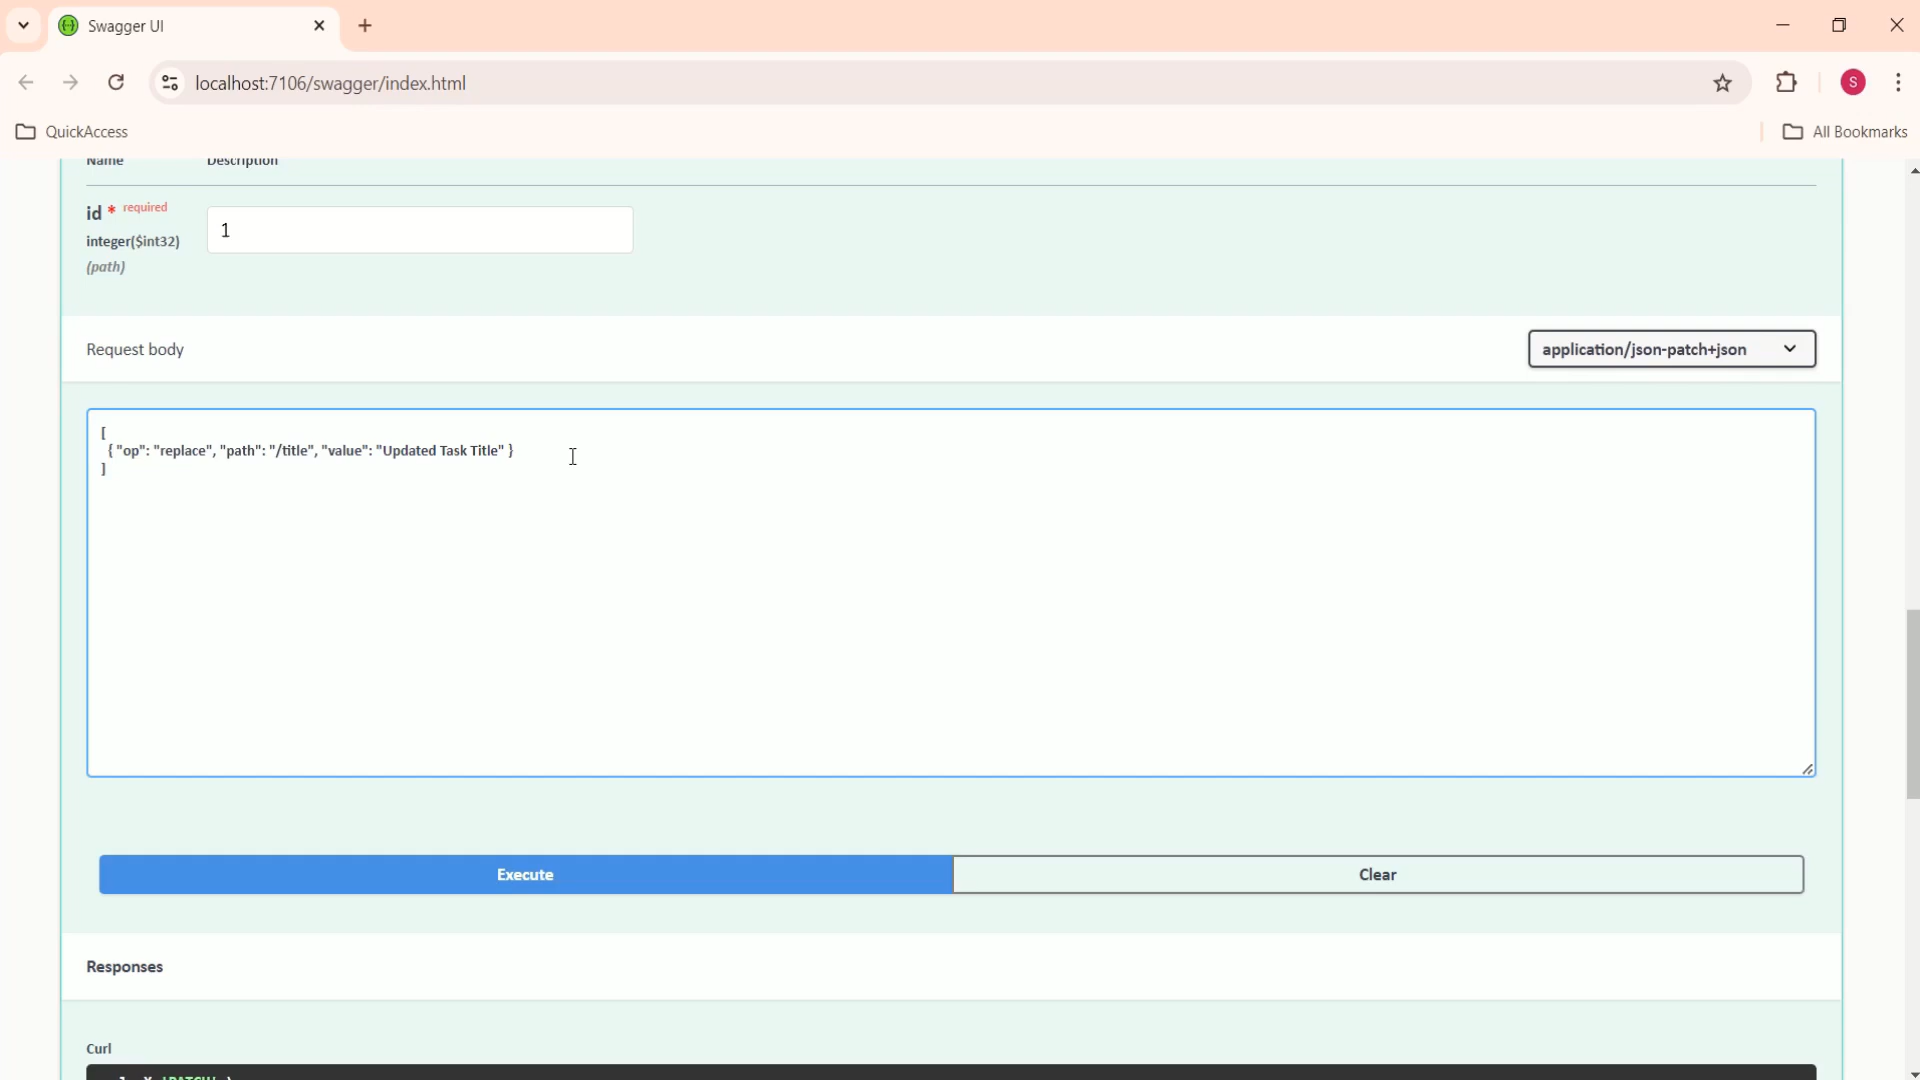 Swagger UI
localhost:7106/swagger/index.html
S
QuickAccess
All Bookmarks
Name Description
id * required
1
integer($int32)
(path)
Request body
application/json-patch+json
[
{ "op": "replace", "path": "/title", "value": "Updated Task Title" }
]
Execute
Clear
Responses
Curl